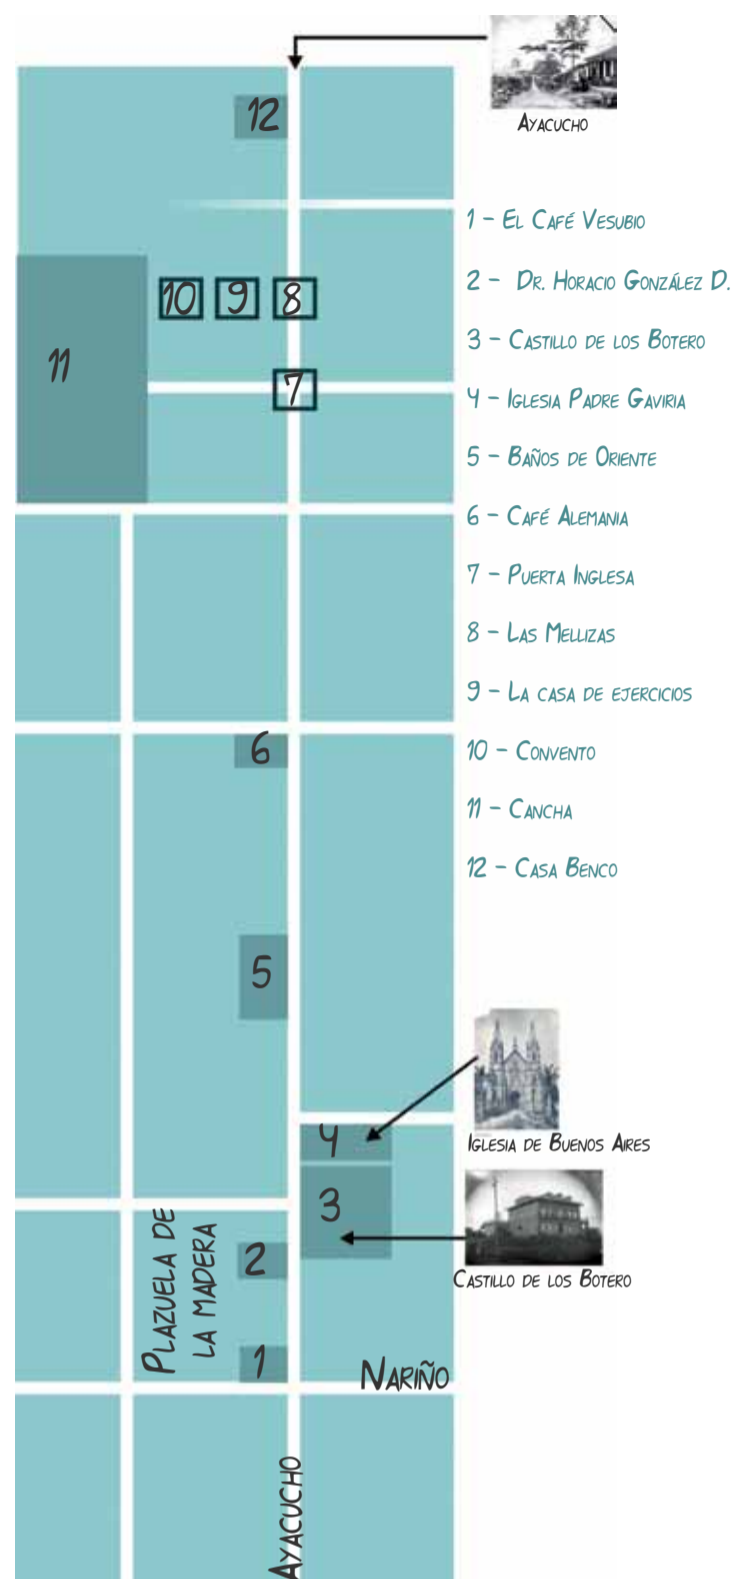 Ayacucho
12
1 - El Café Vesubio
2 - Dr. Horacio González D.
10
9
8
3 - Castillo de los Botero
11
7
4 - Iglesia Padre Gaviria
5 - Baños de Oriente
6 - Café Alemania
7 - Puerta Inglesa
8 - Las Mellizas
9 - La casa de ejercicios
6
10 - Convento
11 - Cancha
12 - Casa Benco
5
4
Iglesia de Buenos Aires
3
Castillo de los Botero
Plazuela de
la madera
2
1
Nariño
Ayacucho